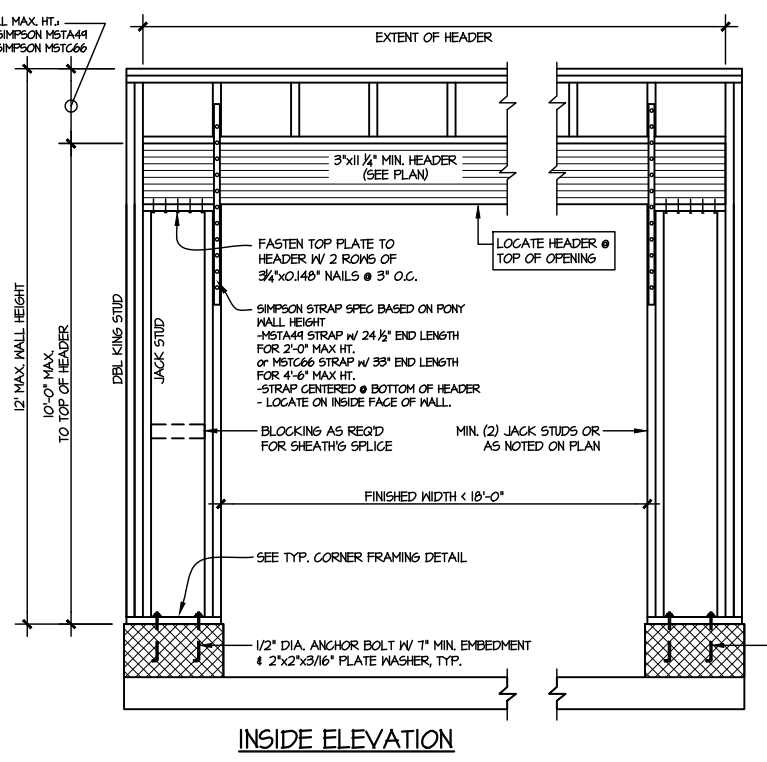 L MAX. HT.:
SIMPSON MSTA49
SIMPSON MSTC66
EXTENT OF HEADER
3"x11 1/4" MIN. HEADER
(SEE PLAN)
FASTEN TOP PLATE TO
HEADER W/ 2 ROWS OF
3¼"x0.148" NAILS @ 3" O.C.
LOCATE HEADER @
TOP OF OPENING
SIMPSON STRAP SPEC BASED ON PONY
WALL HEIGHT
-MSTA49 STRAP w/ 24 ½" END LENGTH
FOR 2'-0" MAX HT.
or MSTC66 STRAP w/ 33" END LENGTH
FOR 4'-6" MAX HT.
-STRAP CENTERED @ BOTTOM OF HEADER
- LOCATE ON INSIDE FACE OF WALL.
12' MAX. WALL HEIGHT
10'-0" MAX.
TO TOP OF HEADER
DBL KING STUD
JACK STUD
BLOCKING AS REQ'D
FOR SHEATH'G SPLICE
MIN. (2) JACK STUDS OR
AS NOTED ON PLAN
FINISHED WIDTH < 18'-0"
SEE TYP. CORNER FRAMING DETAIL
1/2" DIA. ANCHOR BOLT W/ 7" MIN. EMBEDMENT
& 2"x2"x3/16" PLATE WASHER, TYP.
INSIDE ELEVATION